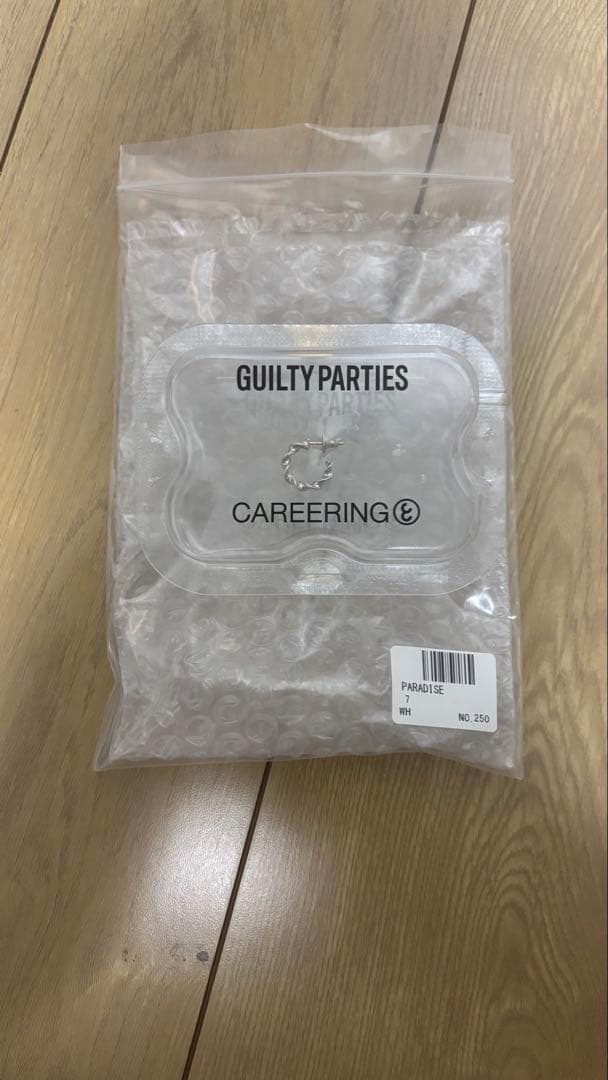 GUILTY PARTIES
CAREERING
PARADISE
7
WH NO.250